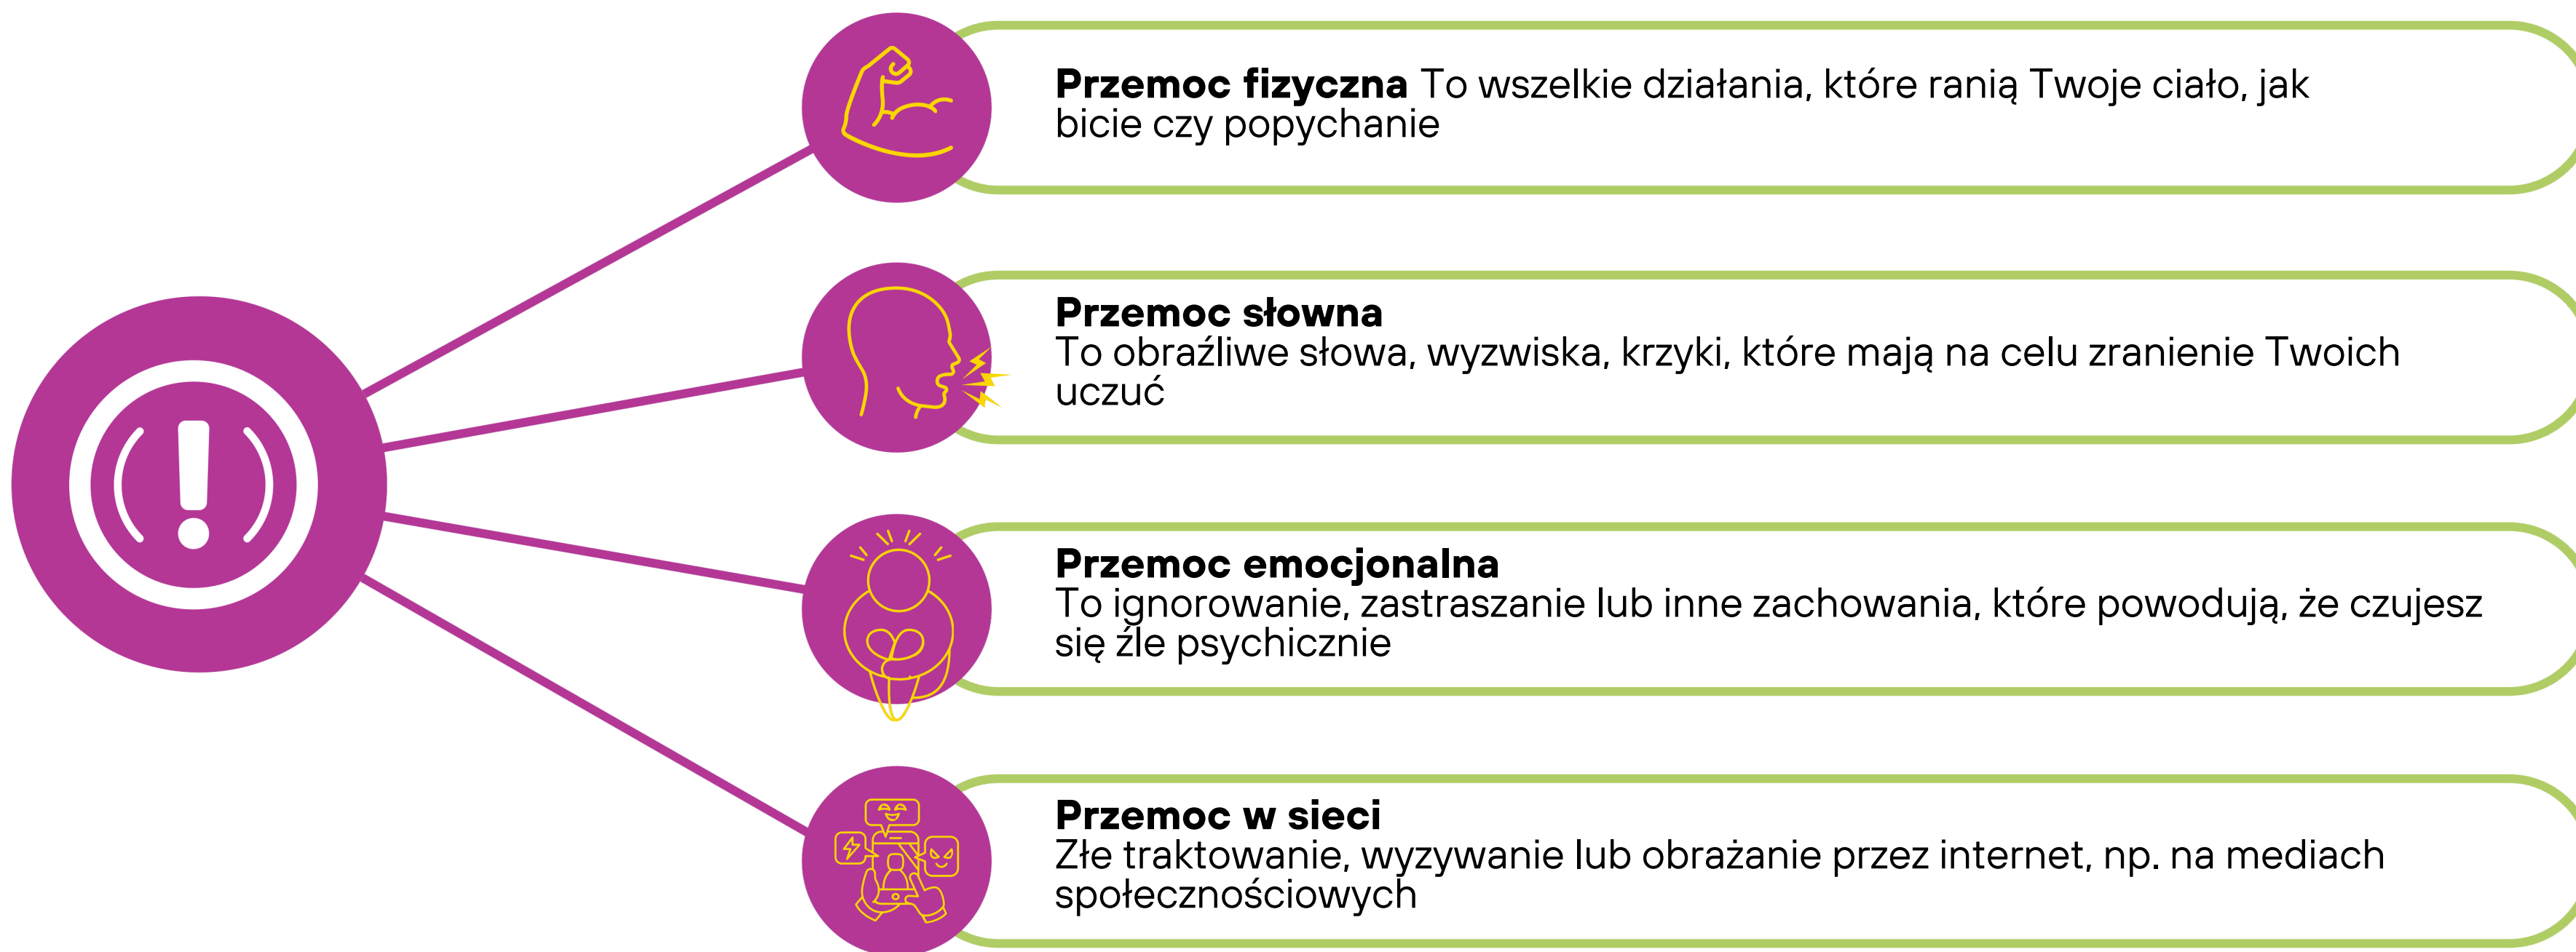 Przemoc fizyczna To wszelkie działania, które ranią Twoje ciało, jak
bicie czy popychanie
Przemoc słowna
To obraźliwe słowa, wyzwiska, krzyki, które mają na celu zranienie Twoich
uczuć
Przemoc emocjonalna
To ignorowanie, zastraszanie lub inne zachowania, które powodują, że czujesz
się źle psychicznie
Przemoc w sieci
Złe traktowanie, wyzywanie lub obrażanie przez internet, np. na mediach
społecznościowych